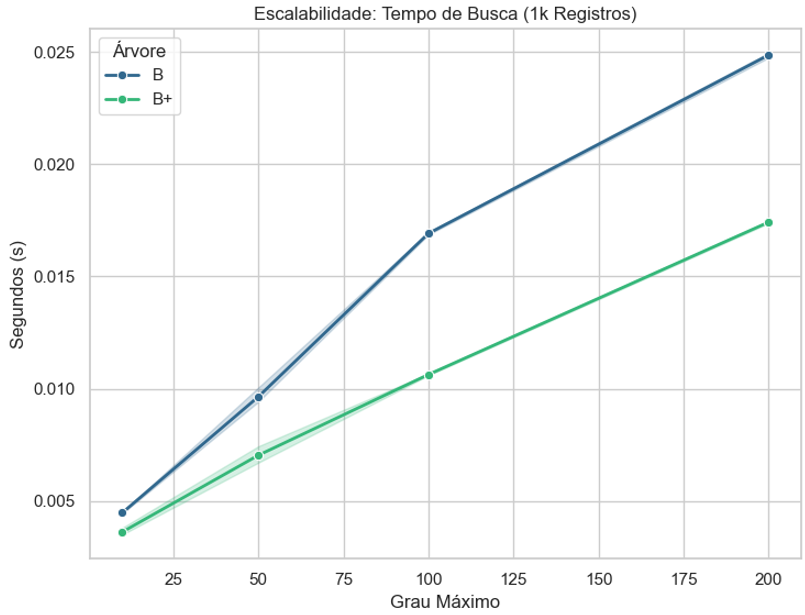 Escalabilidade: Tempo de Busca (1k Registros)
Árvore
B
B+
Segundos (s)
0.025
0.020
0.015
0.010
0.005
25 50 75 100 125 150 175 200
Grau Máximo